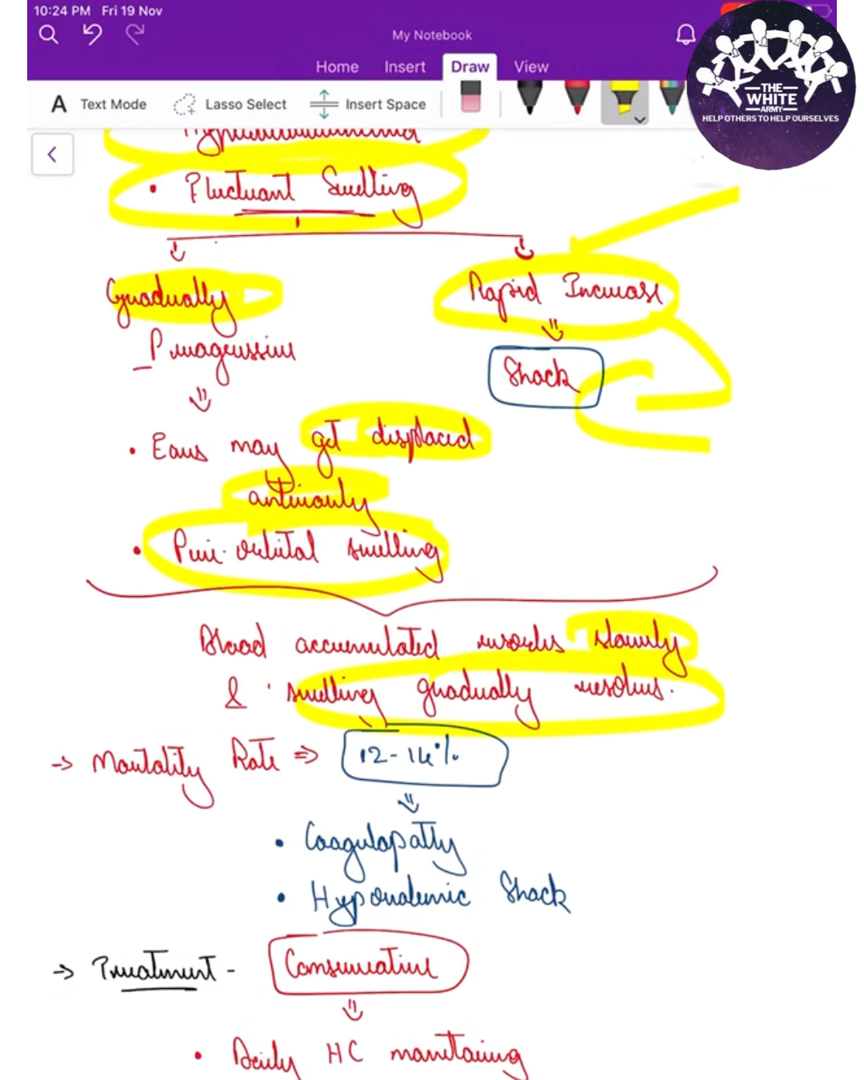 10:24 PM Fri 19 Nov
My Notebook
Home Insert Draw View
A Text Mode Lasso Select Insert Space
THE
WHITE
ARMY
HELP OTHERS TO HELP OURSELVES
• Fluctuant Swelling
Gradually
Rapid Increase
Progressive
Shock
• Ears may get displaced
anteriorly
• Peri-orbital swelling
Blood accumulated resorbs slowly
& swelling gradually resolves.
→ Mortality Rate ⇒ 12-14%
• Coagulopathy
• Hypovolemic Shock
→ Treatment - Conservative
• Daily HC monitoring